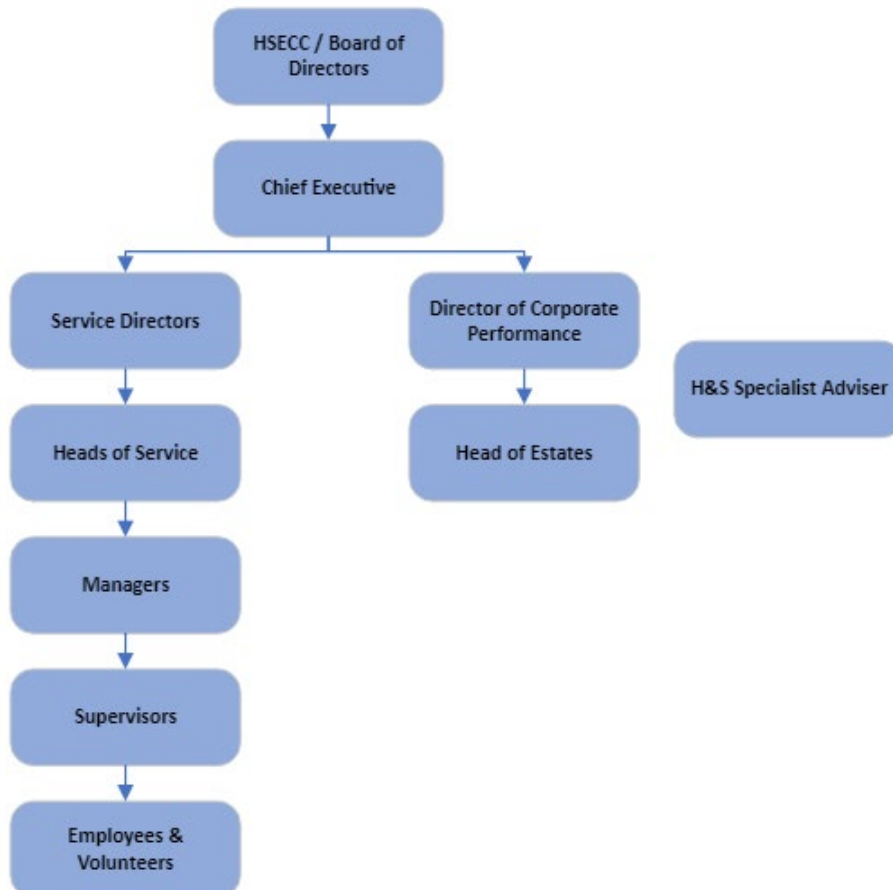 HSECC / Board of
Directors
Chief Executive
Service Directors
Director of Corporate
Performance
H&S Specialist Adviser
Heads of Service
Head of Estates
Managers
Supervisors
Employees &
Volunteers